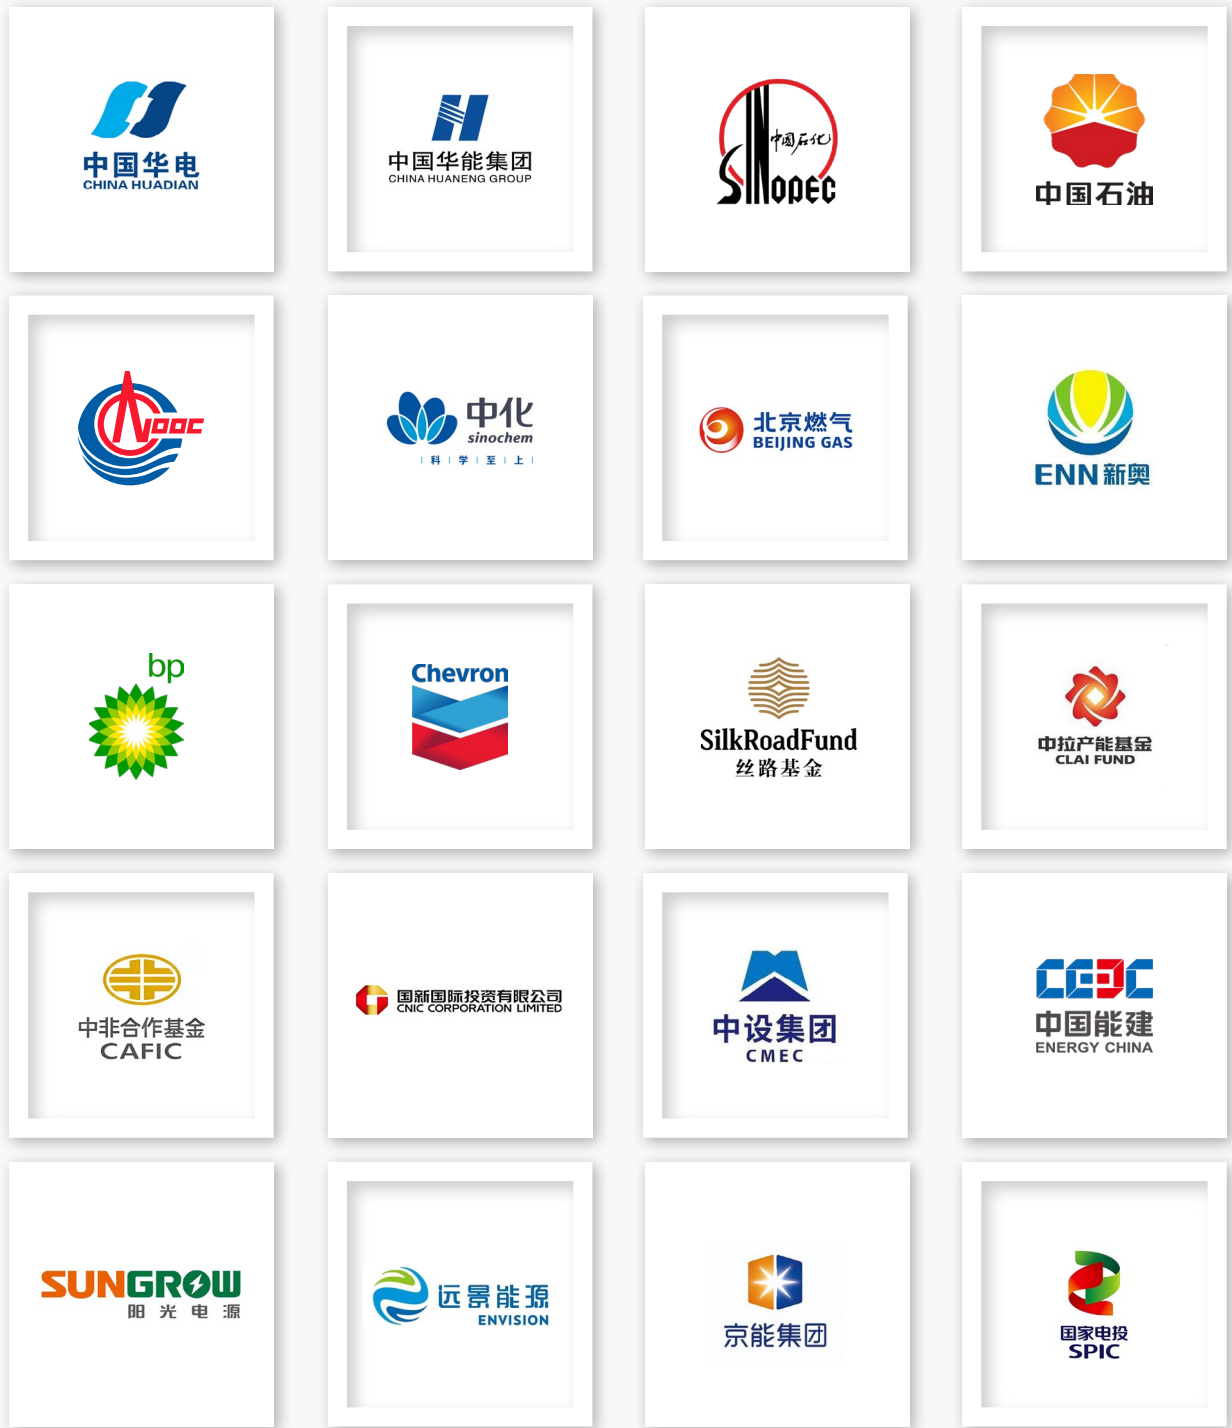 中国华电
CHINA HUADIAN
中国华能集团
CHINA HUANENG GROUP
中国石化
SINOPEC
中国石油
CNOOC
中化
sinochem
科 学 至 上
北京燃气
BEIJING GAS
ENN 新奥
bp
Chevron
SilkRoadFund
丝路基金
中拉产能基金
CLAI FUND
中非合作基金
CAFIC
国新国际投资有限公司
CNIC CORPORATION LIMITED
中设集团
CMEC
CEEC
中国能建
ENERGY CHINA
SUNGROW
阳光电源
远景能源
ENVISION
京能集团
国家电投
SPIC